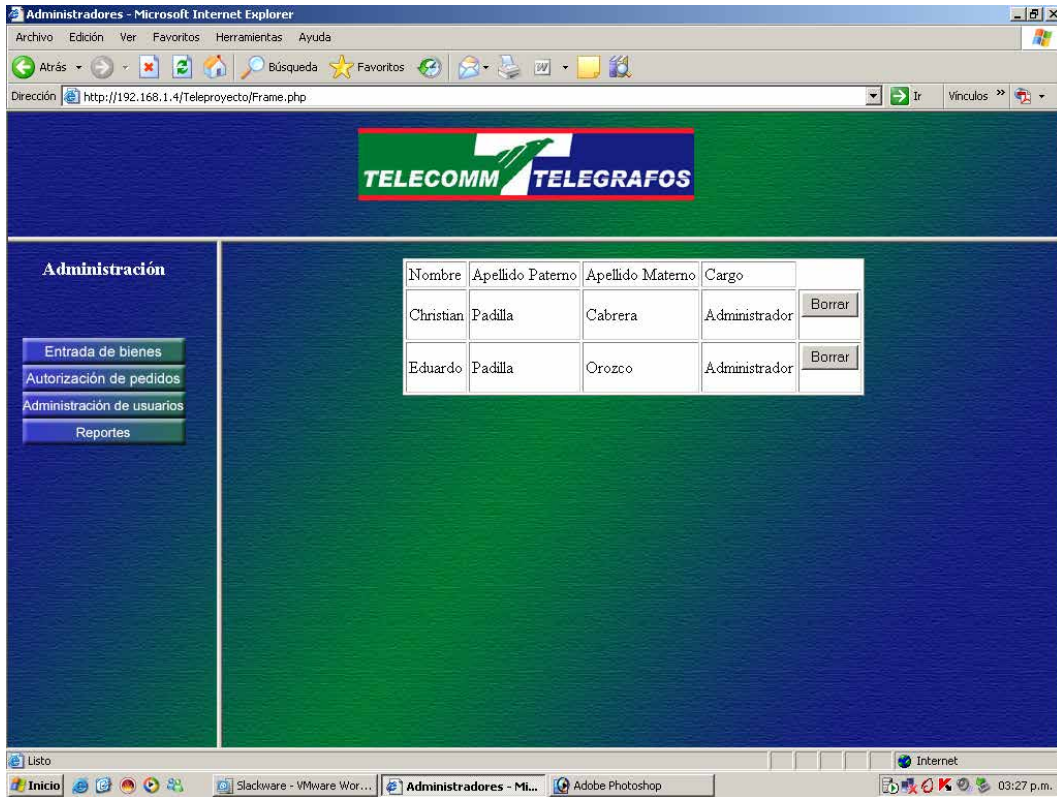 Administradores - Microsoft Internet Explorer
Archivo Edición Ver Favoritos Herramientas Ayuda
Atrás Búsqueda Favoritos
Dirección http://192.168.1.4/Teleproyecto/Frame.php Ir Vínculos »
TELECOMM TELEGRAFOS
Administración
Entrada de bienes
Autorización de pedidos
Administración de usuarios
Reportes
Nombre Apellido Paterno Apellido Materno Cargo
Christian Padilla Cabrera Administrador Borrar
Eduardo Padilla Orozco Administrador Borrar
Listo Internet
Inicio Slackware - VMware Wor... Administradores - Mi... Adobe Photoshop 03:27 p.m.